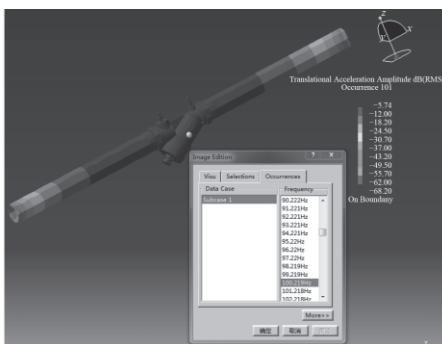 z
x
Translational Acceleration Amplitude dB(RMS
Occurrence 101
-5.74
-12.00
-18.20
-24.50
-30.70
-37.00
-43.20
-49.50
-55.70
-62.00
-68.20
On Boundany
Image Edition
? X
Visu Selections Occurrences
Data Case
Frequency
Subcase 1
90.222Hz
91.221Hz
92.221Hz
93.221Hz
94.221Hz
95.22Hz
96.22Hz
97.22Hz
98.219Hz
99.219Hz
100.219Hz
101.218Hz
102.218Hz
More>>
确定
取消